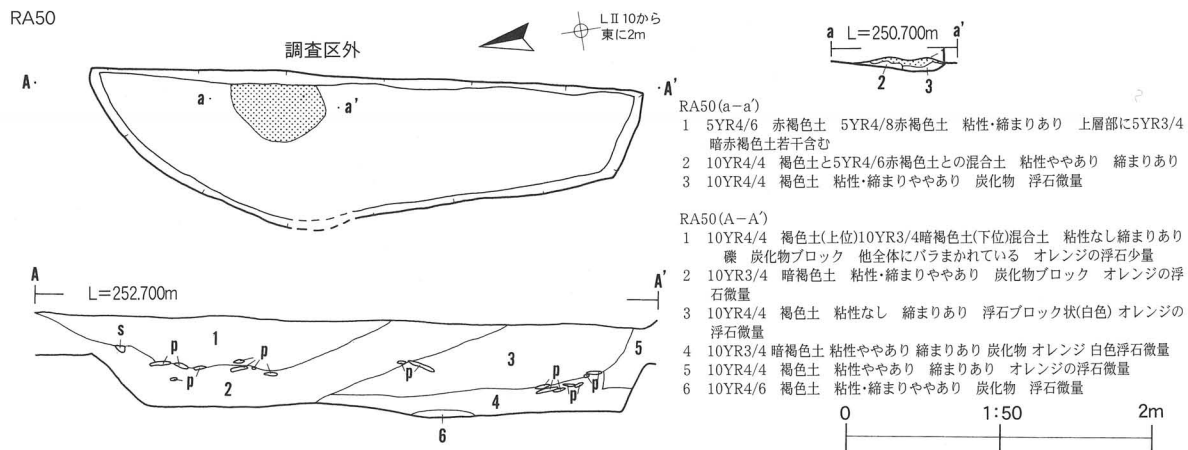 RA50
LⅡ10から
東に2m
調査区外
A
A'
a
a'
a L=250.700m a'
2 3
RA50(a-a')
1 5YR4/6 赤褐色土 5YR4/8赤褐色土 粘性・締まりあり 上層部に5YR3/4
暗赤褐色土若干含む
2 10YR4/4 褐色土と5YR4/6赤褐色土との混合土 粘性ややあり 締まりあり
3 10YR4/4 褐色土 粘性・締まりややあり 炭化物 浮石微量
RA50(A-A')
1 10YR4/4 褐色土(上位)10YR3/4暗褐色土(下位)混合土 粘性なし締まりあり
礫 炭化物ブロック 他全体にバラまかれている オレンジの浮石少量
2 10YR3/4 暗褐色土 粘性・締まりややあり 炭化物ブロック オレンジの浮
石微量
3 10YR4/4 褐色土 粘性なし 締まりあり 浮石ブロック状(白色) オレンジの
浮石微量
4 10YR3/4 暗褐色土 粘性ややあり 締まりあり 炭化物 オレンジ 白色浮石微量
5 10YR4/4 褐色土 粘性ややあり 締まりあり オレンジの浮石微量
6 10YR4/6 褐色土 粘性・締まりややあり 炭化物 浮石微量
A A'
L=252.700m
s 1 p p p 3 5
p p p p
2 p 4
6
0 1:50 2m